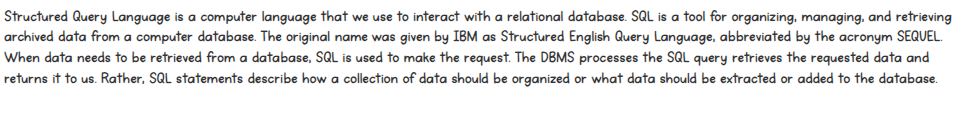 Structured Query Language is a computer language that we use to interact with a relational database. SQL is a tool for organizing, managing, and retrieving
archived data from a computer database. The original name was given by IBM as Structured English Query Language, abbreviated by the acronym SEQUEL.
When data needs to be retrieved from a database, SQL is used to make the request. The DBMS processes the SQL query retrieves the requested data and
returns it to us. Rather, SQL statements describe how a collection of data should be organized or what data should be extracted or added to the database.